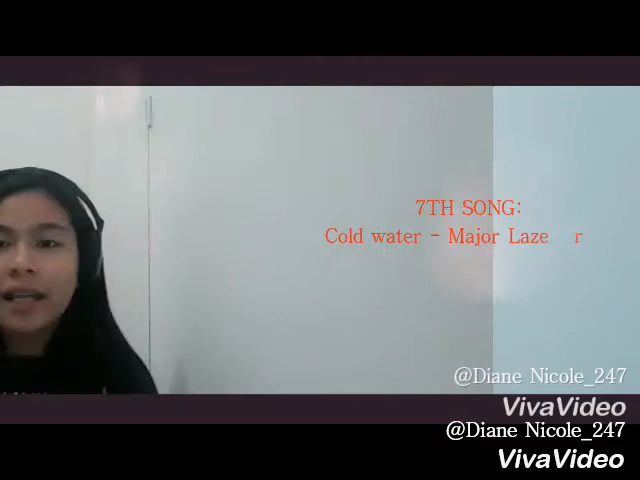 7TH SONG:
Cold water - Major Laze r
@Diane Nicole_247
VivaVideo
@Diane Nicole_247
VivaVideo